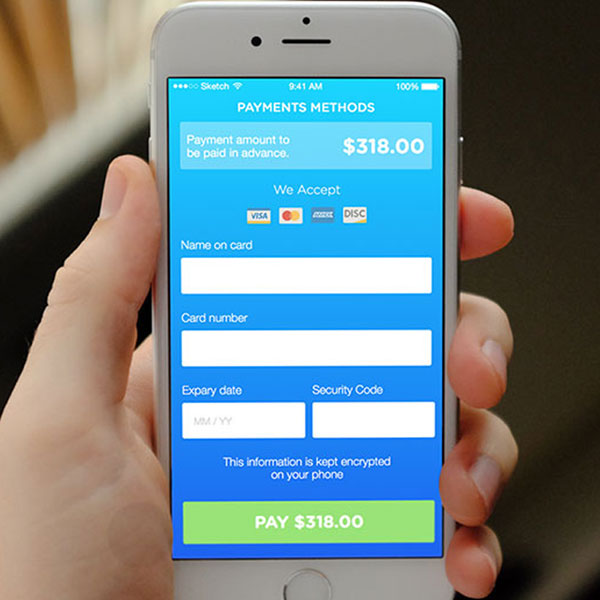 Sketch 9:41 AM 100%
PAYMENTS METHODS
Payment amount to
be paid in advance.
$318.00
We Accept
VISA DISC
Name on card
Card number
Expary date Security Code
MM / YY
This information is kept encrypted
on your phone
PAY $318.00